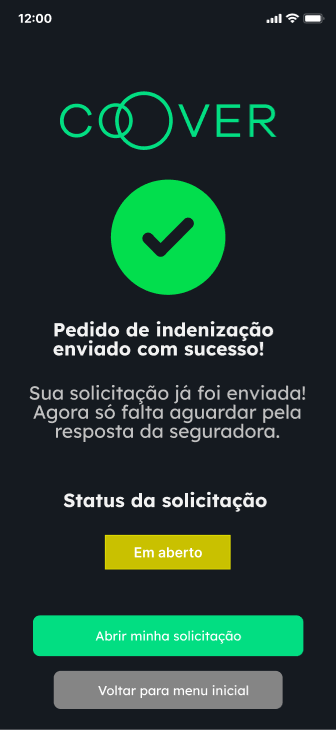 12:00
COOVER
Pedido de indenização
enviado com sucesso!
Sua solicitação já foi enviada!
Agora só falta aguardar pela
resposta da seguradora.
Status da solicitação
Em aberto
Abrir minha solicitação
Voltar para menu inicial